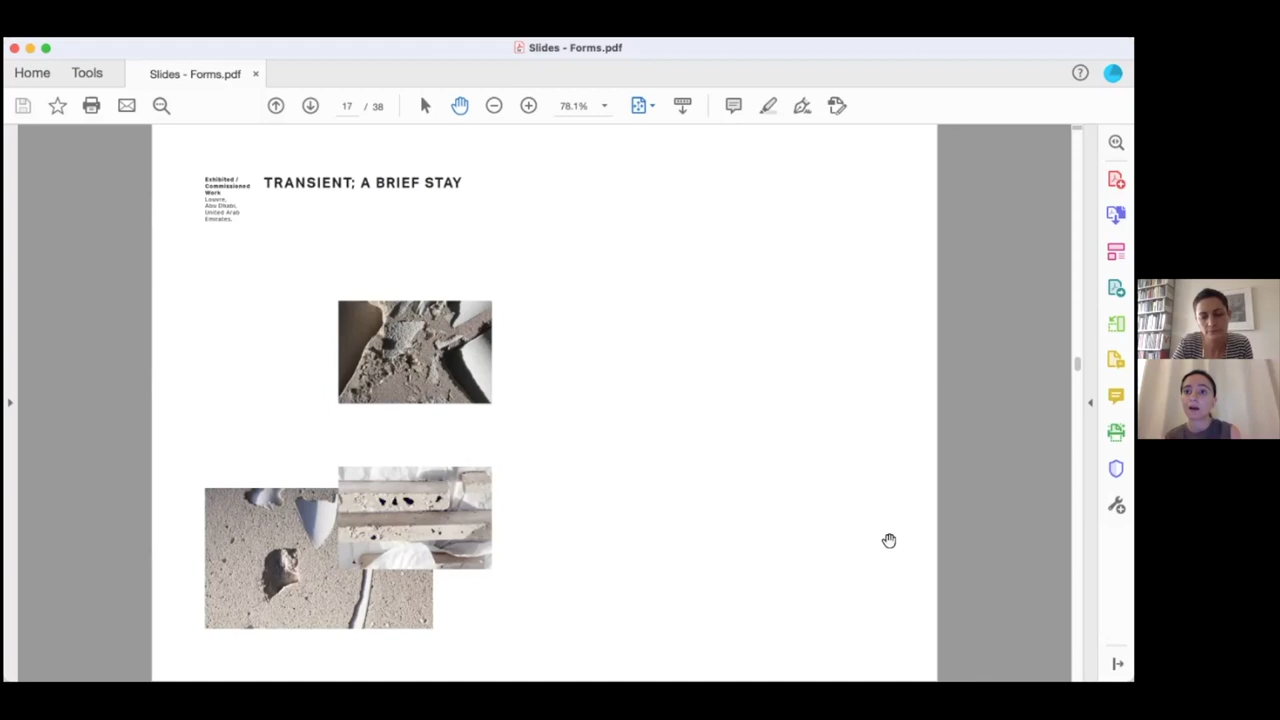 Slides - Forms.pdf
Home
Tools
Slides - Forms.pdf
17 / 38
78.1%
Exhibited /
Commissioned
Work
Louvre,
Abu Dhabi,
United Arab
Emirates.
TRANSIENT; A BRIEF STAY